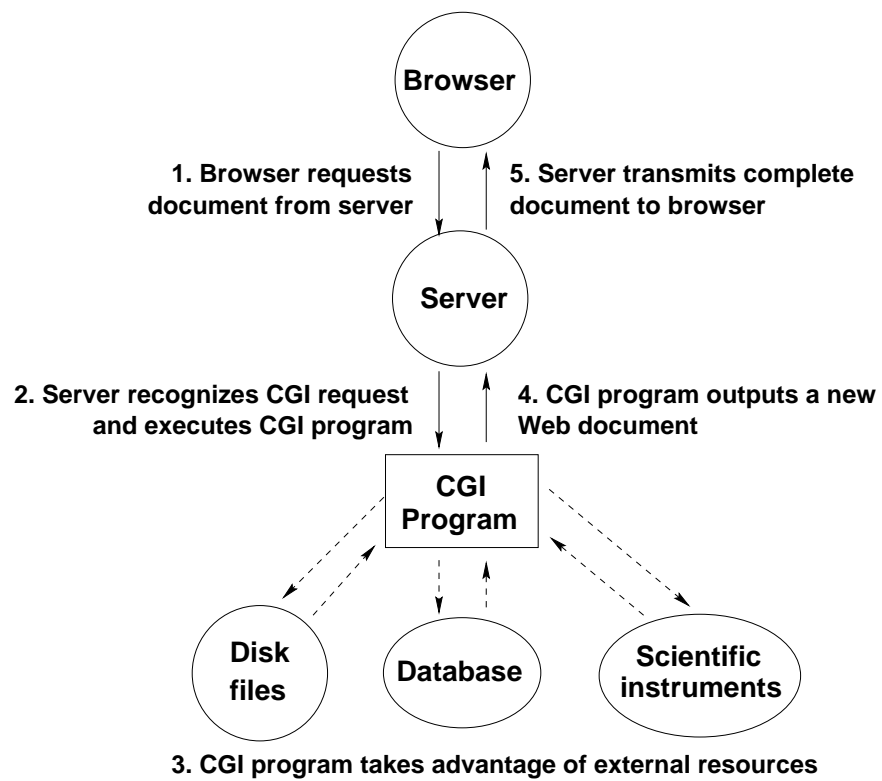 Browser
1. Browser requests
document from server
5. Server transmits complete
document to browser
Server
2. Server recognizes CGI request
and executes CGI program
4. CGI program outputs a new
Web document
CGI
Program
Disk
files
Database
Scientific
instruments
3. CGI program takes advantage of external resources